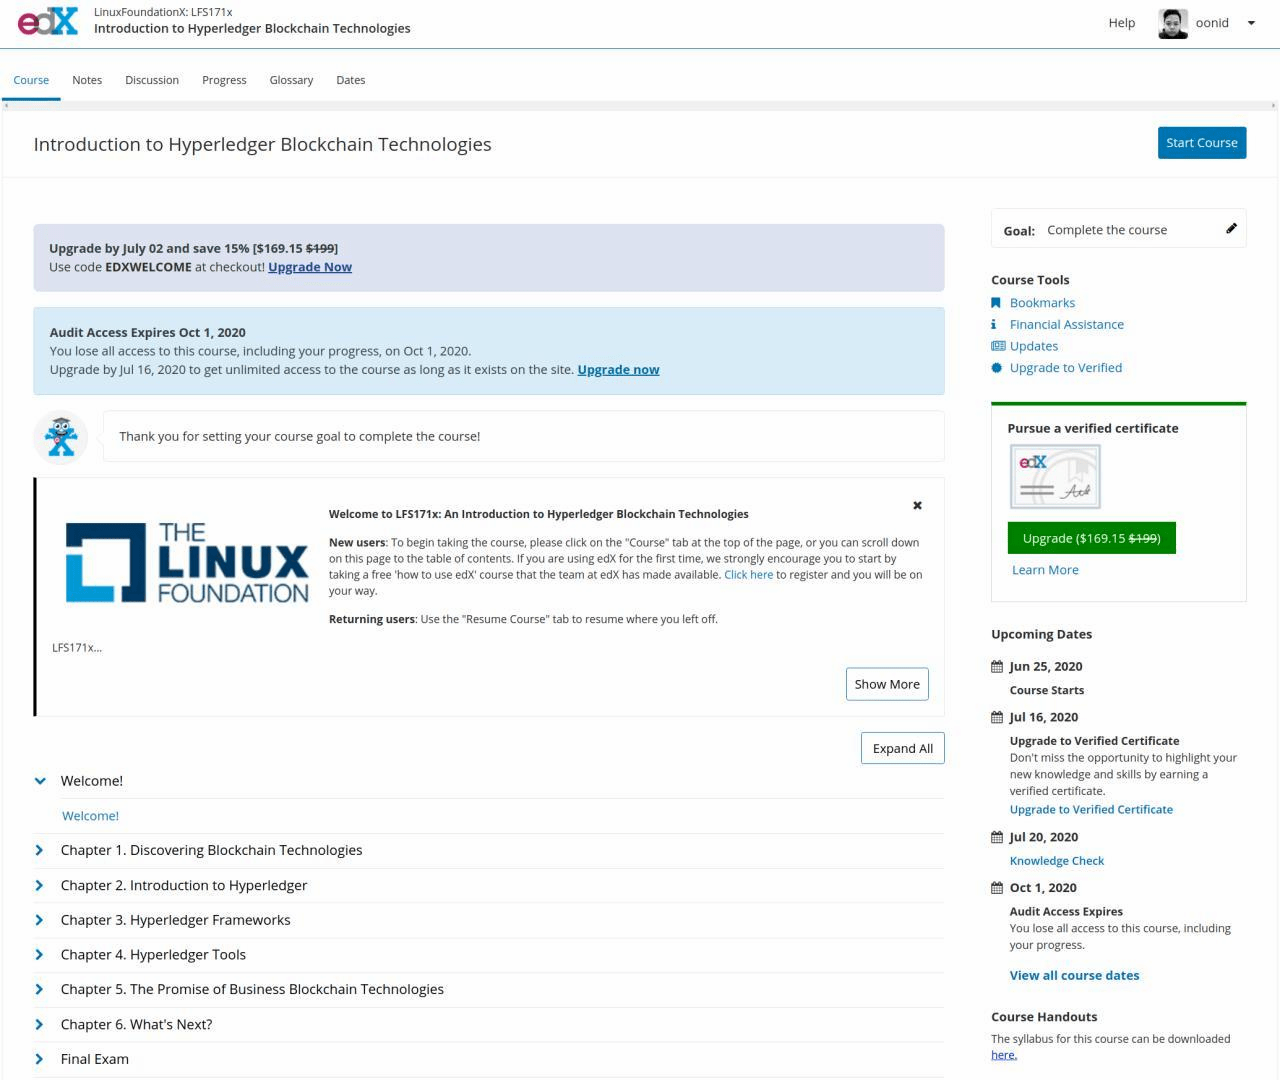 edX
LinuxFoundationX: LFS171x
Introduction to Hyperledger Blockchain Technologies
Help
oonid
Course
Notes
Discussion
Progress
Glossary
Dates
Introduction to Hyperledger Blockchain Technologies
Start Course
Upgrade by July 02 and save 15% [$169.15 $199]
Use code EDXWELCOME at checkout! Upgrade Now
Audit Access Expires Oct 1, 2020
You lose all access to this course, including your progress, on Oct 1, 2020.
Upgrade by Jul 16, 2020 to get unlimited access to the course as long as it exists on the site. Upgrade now
Thank you for setting your course goal to complete the course!
THE
LINUX
FOUNDATION
Welcome to LFS171x: An Introduction to Hyperledger Blockchain Technologies
New users: To begin taking the course, please click on the "Course" tab at the top of the page, or you can scroll down
on this page to the table of contents. If you are using edX for the first time, we strongly encourage you to start by
taking a free 'how to use edX' course that the team at edX has made available. Click here to register and you will be on
your way.
Returning users: Use the "Resume Course" tab to resume where you left off.
LFS171x...
Show More
Expand All
Welcome!
Welcome!
Chapter 1. Discovering Blockchain Technologies
Chapter 2. Introduction to Hyperledger
Chapter 3. Hyperledger Frameworks
Chapter 4. Hyperledger Tools
Chapter 5. The Promise of Business Blockchain Technologies
Chapter 6. What's Next?
Final Exam
Goal: Complete the course
Course Tools
Bookmarks
Financial Assistance
Updates
Upgrade to Verified
Pursue a verified certificate
edX
Upgrade ($169.15 $199)
Learn More
Upcoming Dates
Jun 25, 2020
Course Starts
Jul 16, 2020
Upgrade to Verified Certificate
Don't miss the opportunity to highlight your
new knowledge and skills by earning a
verified certificate.
Upgrade to Verified Certificate
Jul 20, 2020
Knowledge Check
Oct 1, 2020
Audit Access Expires
You lose all access to this course, including
your progress.
View all course dates
Course Handouts
The syllabus for this course can be downloaded
here.